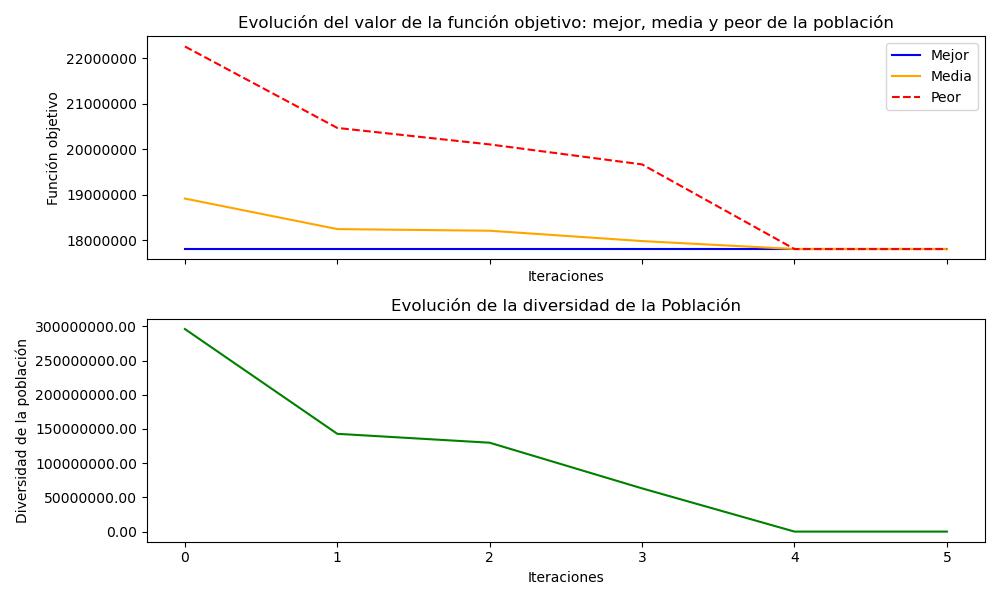 Evolución del valor de la función objetivo: mejor, media y peor de la población
Función objetivo
22000000
21000000
20000000
19000000
18000000
Mejor
Media
Peor
Iteraciones
Evolución de la diversidad de la Población
Diversidad de la población
300000000.00
250000000.00
200000000.00
150000000.00
100000000.00
50000000.00
0.00
0 1 2 3 4 5
Iteraciones